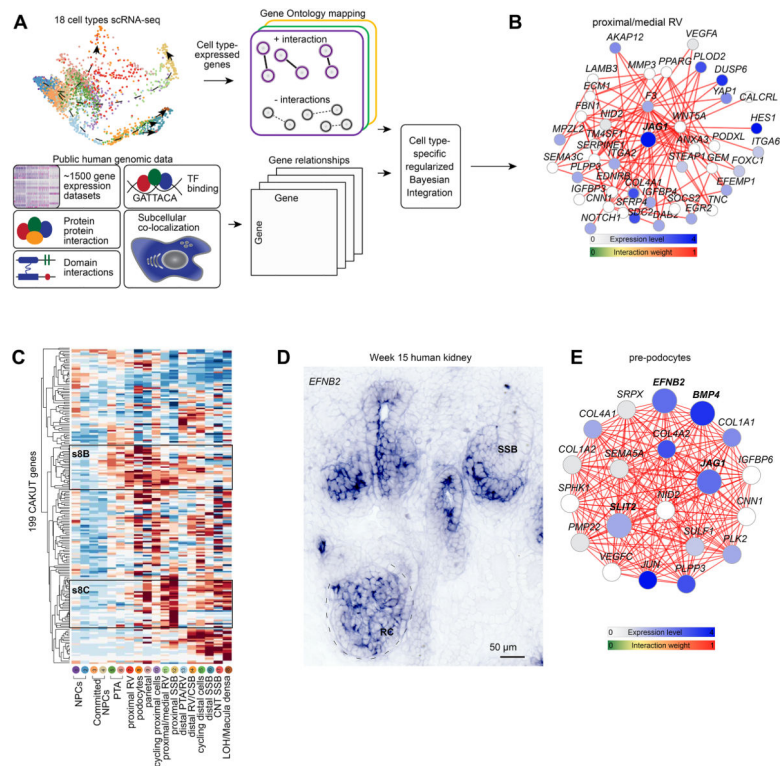 A
18 cell types scRNA-seq
Cell type-
expressed
genes
Gene Ontology mapping
+ interaction
- interactions
Public human genomic data
~1500 gene
expression
datasets
TF
binding
GATTACA
Protein
protein
interaction
Subcellular
co-localization
Domain
interactions
Gene relationships
Gene
Gene
Cell type-
specific
regularized
Bayesian
Integration
B
proximal/medial RV
AKAP12
VEGFA
PLOD2
MMP3
PPARG
DUSP6
LAMB3
ECM1
YAP1
F3
CALCRL
FBN1
NID2
WNT5A
HES1
JAG1
MPZL2
TM4SF1
ANXA3
PODXL
SERPINE1
ITGA6
SEMA3C
ITGA2
STEAP1
GEM
FOXC1
PLPP3
EDNRB
EFEMP1
IGFBP3
COL4A1
IGFBP4
CNN1
SFRP4
SOCS2
TNC
SDC2
DAB2
EGR2
NOTCH1
0 Expression level 4
0 Interaction weight 1
C
199 CAKUT genes
s8B
s8C
NPCs
Committed
NPCs
PTA
proximal RV
podocytes
parietal
cycling proximal cells
proximal/medial RV
proximal SSB
distal PTA/RV
distal RV/CSB
cycling distal cells
distal SSB
CNT SSB
LOH/Macula densa
D
Week 15 human kidney
EFNB2
SSB
RC
50 µm
E
pre-podocytes
EFNB2
SRPX
BMP4
COL4A1
COL1A1
COL4A2
COL1A2
SEMA5A
JAG1
IGFBP6
SPHK1
NID2
CNN1
SLIT2
PMP22
SULF1
PLK2
VEGFC
JUN
PLPP3
0 Expression level 4
0 Interaction weight 1